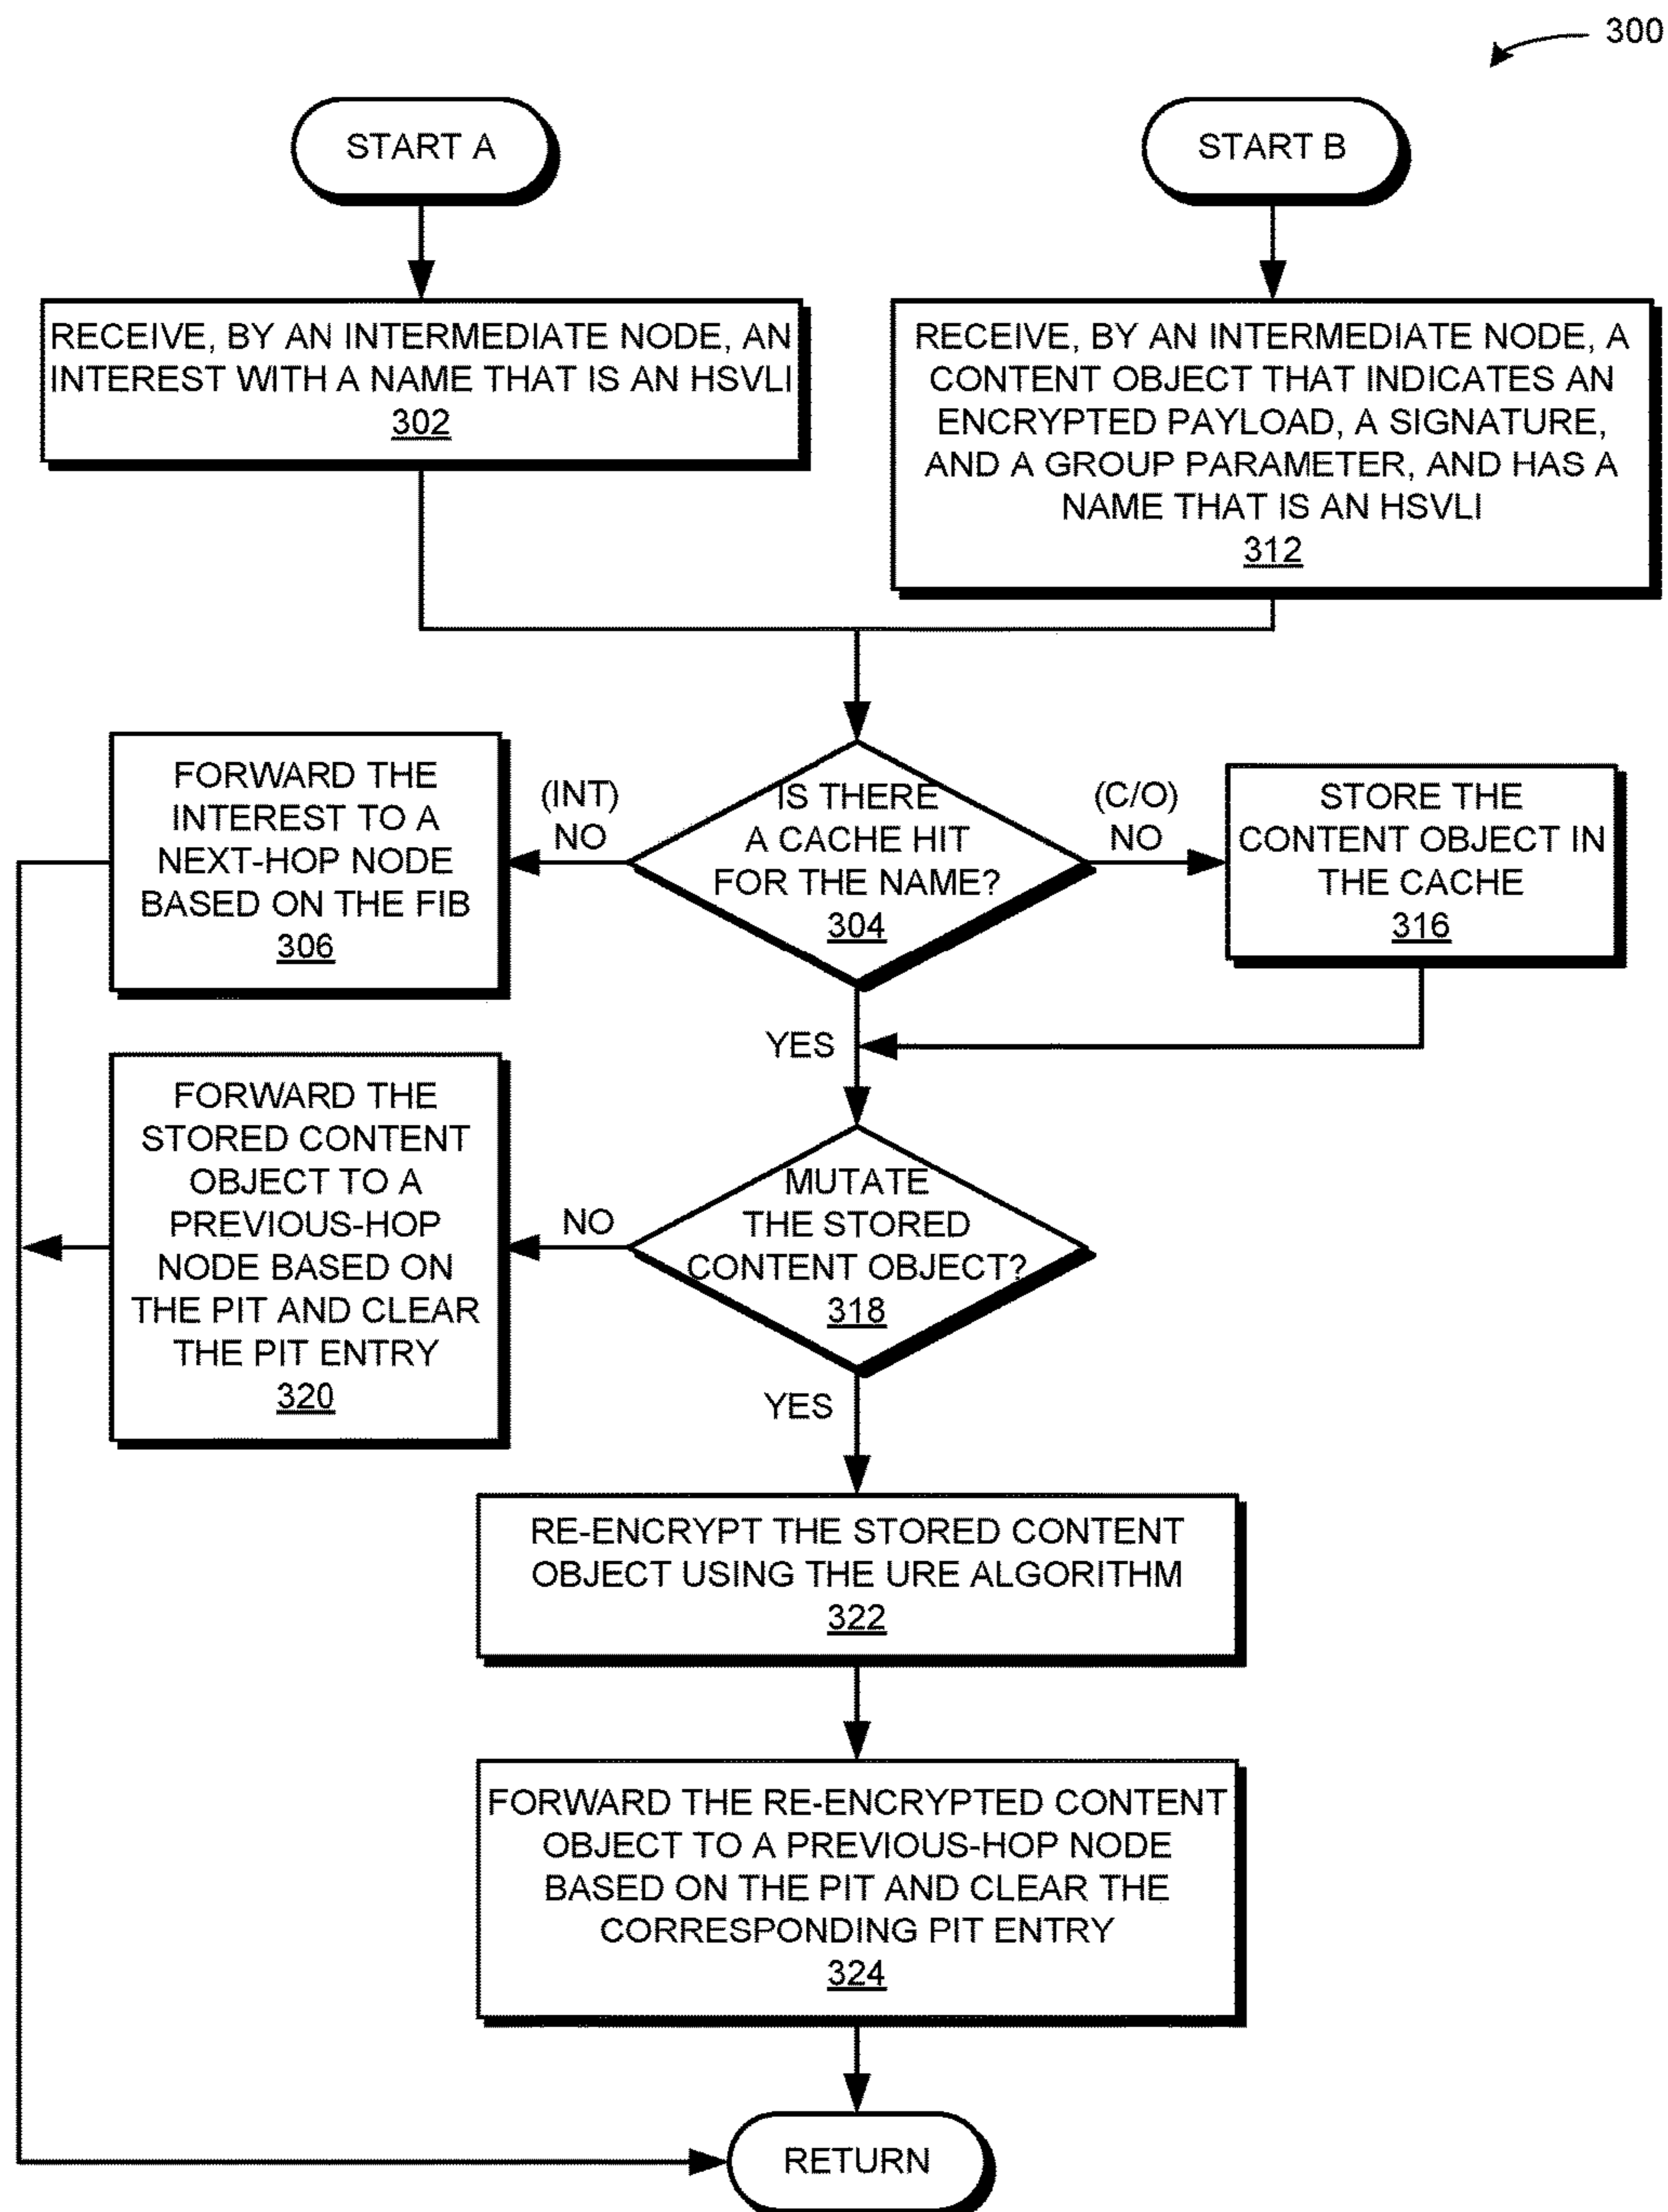 300
START A
START B
RECEIVE, BY AN INTERMEDIATE NODE, AN
INTEREST WITH A NAME THAT IS AN HSVLI
302
RECEIVE, BY AN INTERMEDIATE NODE, A
CONTENT OBJECT THAT INDICATES AN
ENCRYPTED PAYLOAD, A SIGNATURE,
AND A GROUP PARAMETER, AND HAS A
NAME THAT IS AN HSVLI
312
FORWARD THE
INTEREST TO A
NEXT-HOP NODE
BASED ON THE FIB
306
(INT)
NO
IS THERE
A CACHE HIT
FOR THE NAME?
304
(C/O)
NO
STORE THE
CONTENT OBJECT IN
THE CACHE
316
YES
FORWARD THE
STORED CONTENT
OBJECT TO A
PREVIOUS-HOP
NODE BASED ON
THE PIT AND CLEAR
THE PIT ENTRY
320
NO
MUTATE
THE STORED
CONTENT OBJECT?
318
YES
RE-ENCRYPT THE STORED CONTENT
OBJECT USING THE URE ALGORITHM
322
FORWARD THE RE-ENCRYPTED CONTENT
OBJECT TO A PREVIOUS-HOP NODE
BASED ON THE PIT AND CLEAR THE
CORRESPONDING PIT ENTRY
324
RETURN